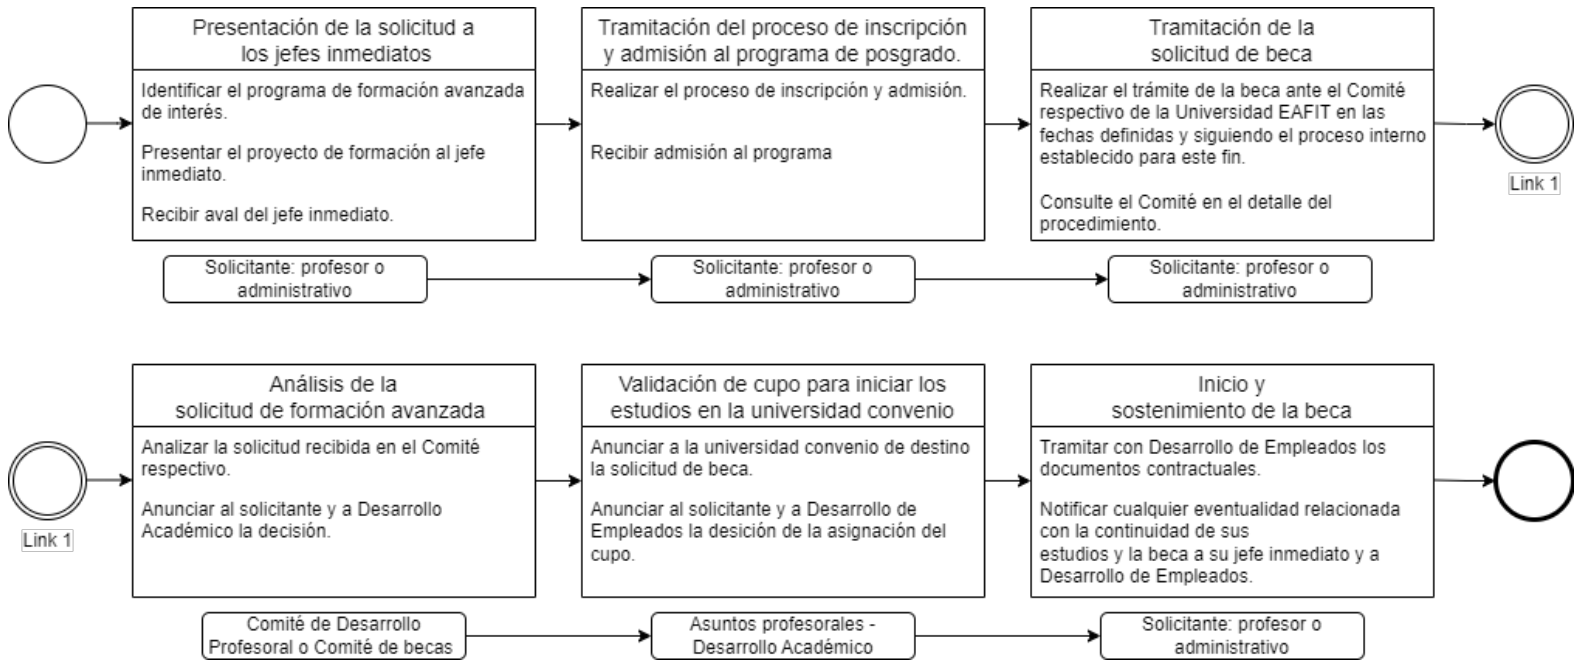 Presentación de la solicitud a
los jefes inmediatos
Identificar el programa de formación avanzada
de interés.
Presentar el proyecto de formación al jefe
inmediato.
Recibir aval del jefe inmediato.
Tramitación del proceso de inscripción
y admisión al programa de posgrado.
Realizar el proceso de inscripción y admisión.
Recibir admisión al programa
Tramitación de la
solicitud de beca
Realizar el trámite de la beca ante el Comité
respectivo de la Universidad EAFIT en las
fechas definidas y siguiendo el proceso interno
establecido para este fin.
Consulte el Comité en el detalle del
procedimiento.
Link 1
Solicitante: profesor o
administrativo
Solicitante: profesor o
administrativo
Solicitante: profesor o
administrativo
Link 1
Análisis de la
solicitud de formación avanzada
Analizar la solicitud recibida en el Comité
respectivo.
Anunciar al solicitante y a Desarrollo
Académico la decisión.
Validación de cupo para iniciar los
estudios en la universidad convenio
Anunciar a la universidad convenio de destino
la solicitud de beca.
Anunciar al solicitante y a Desarrollo de
Empleados la desición de la asignación del
cupo.
Inicio y
sostenimiento de la beca
Tramitar con Desarrollo de Empleados los
documentos contractuales.
Notificar cualquier eventualidad relacionada
con la continuidad de sus
estudios y la beca a su jefe inmediato y a
Desarrollo de Empleados.
Comité de Desarrollo
Profesoral o Comité de becas
Asuntos profesorales -
Desarrollo Académico
Solicitante: profesor o
administrativo